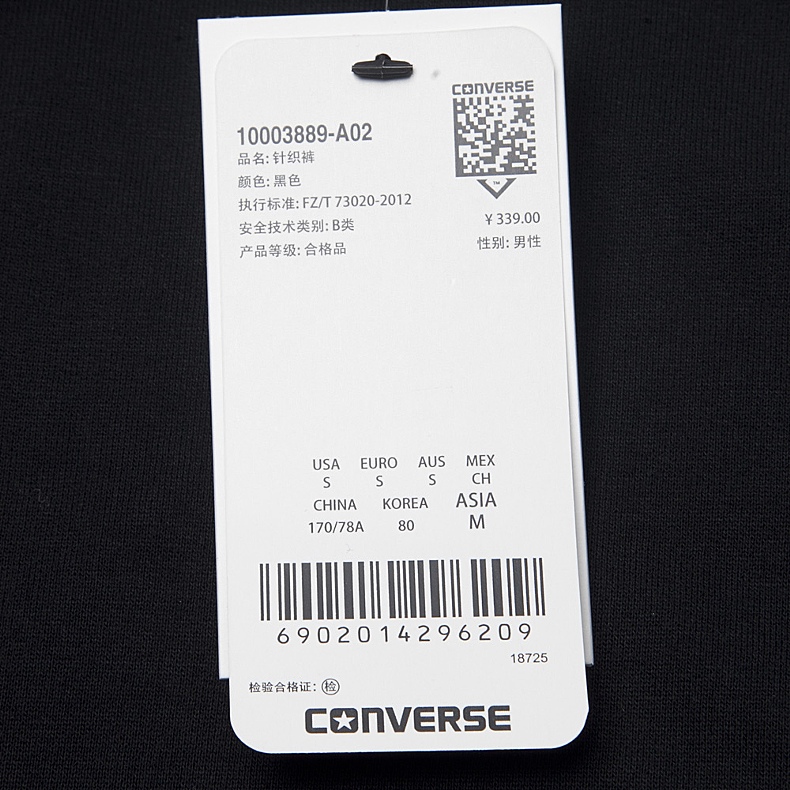 CONVERSE
10003889-A02
品名: 针织裤
颜色: 黑色
执行标准: FZ/T 73020-2012
安全技术类别: B类
产品等级: 合格品
TM
¥ 339.00
性别: 男性
USA EURO AUS MEX
S S S CH
CHINA KOREA ASIA
170/78A 80 M
6902014296209
18725
检验合格证: 检
CONVERSE